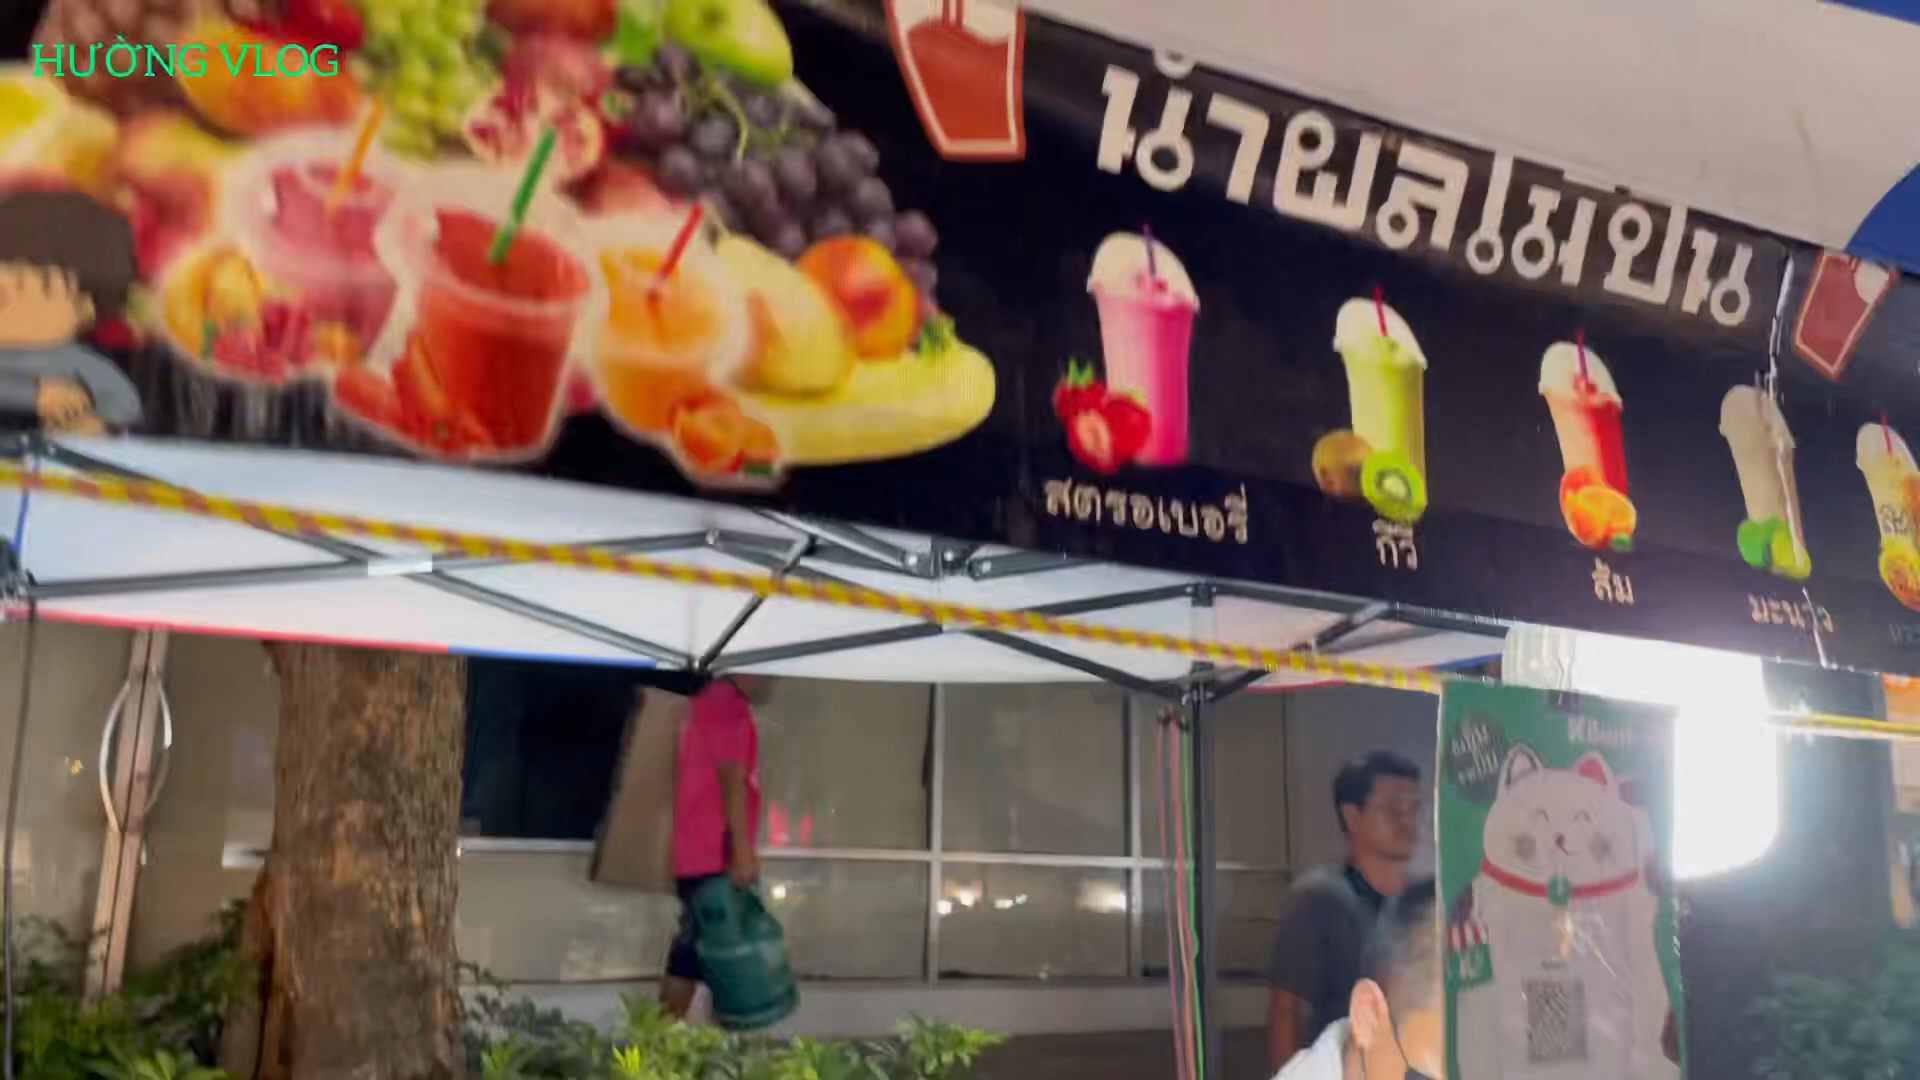 HƯỜNG VLOG
น้ำผลไม้ปั่น
สตรอเบอรี่
กีวี
ส้ม
มะนาว